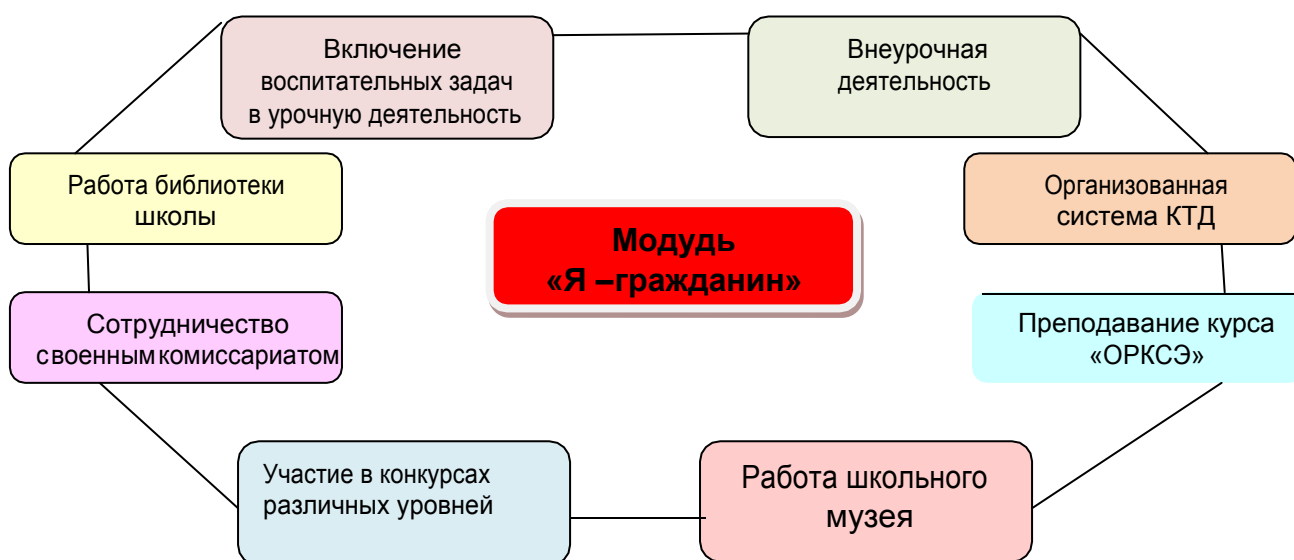 Включение
воспитательных задач
в урочную деятельность
Внеурочная
деятельность
Работа библиотеки
школы
Организованная
система КТД
Модудь
«Я –гражданин»
Сотрудничество
с военным комиссариатом
Преподавание курса
«ОРКСЭ»
Участие в конкурсах
различных уровней
Работа школьного
музея